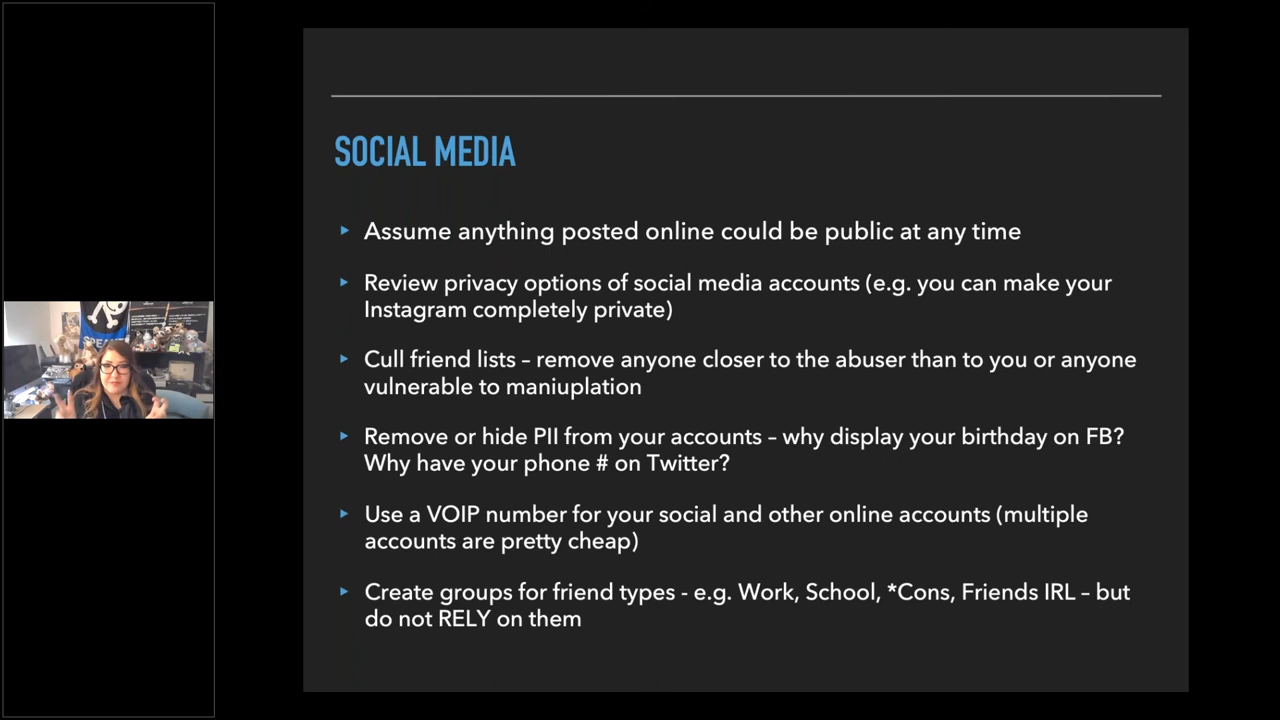 SOCIAL MEDIA
Assume anything posted online could be public at any time
Review privacy options of social media accounts (e.g. you can make your
Instagram completely private)
Cull friend lists – remove anyone closer to the abuser than to you or anyone
vulnerable to maniuplation
Remove or hide PII from your accounts – why display your birthday on FB?
Why have your phone # on Twitter?
Use a VOIP number for your social and other online accounts (multiple
accounts are pretty cheap)
Create groups for friend types - e.g. Work, School, *Cons, Friends IRL – but
do not RELY on them